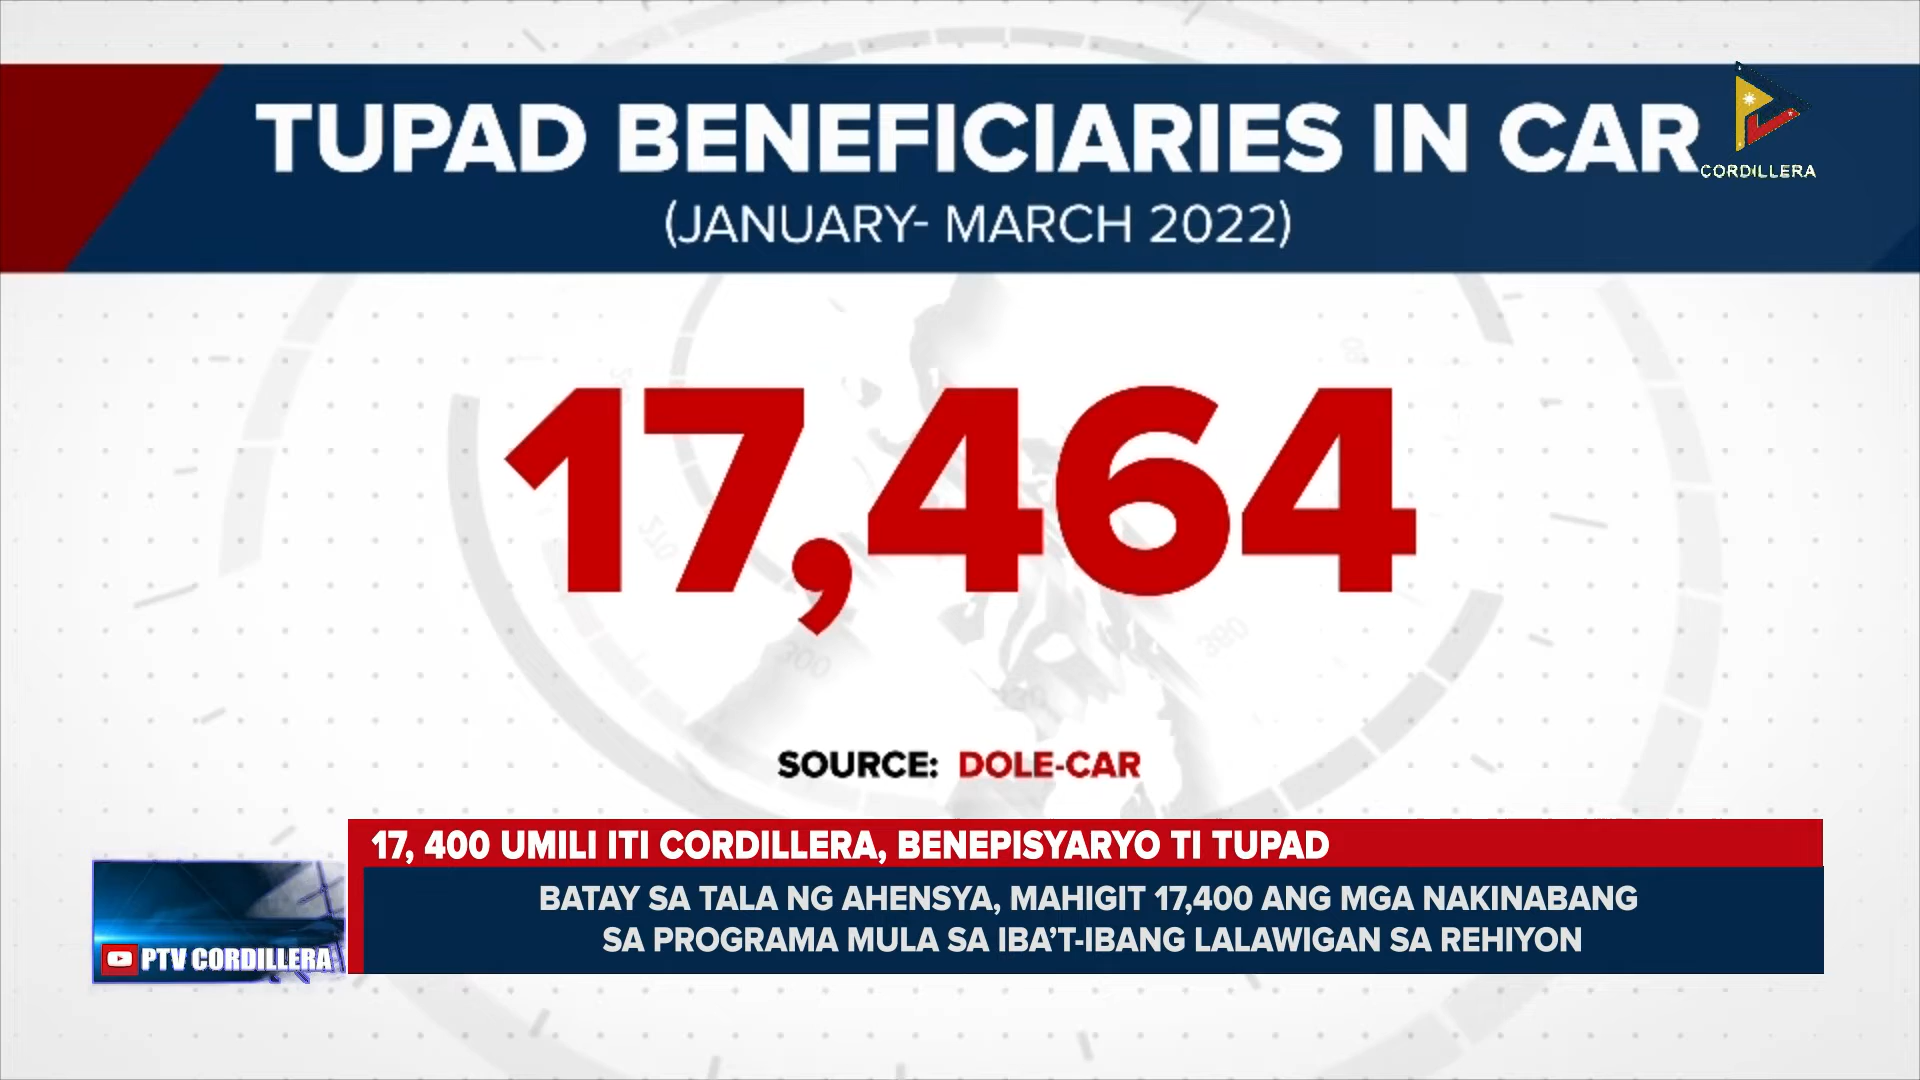 TUPAD BENEFICIARIES IN CAR
CORDILLERA
(JANUARY- MARCH 2022)
17,464
SOURCE: DOLE-CAR
17, 400 UMILI ITI CORDILLERA, BENEPISYARYO TI TUPAD
BATAY SA TALA NG AHENSYA, MAHIGIT 17,400 ANG MGA NAKINABANG
SA PROGRAMA MULA SA IBA'T-IBANG LALAWIGAN SA REHIYON
PTV CORDILLERA
300